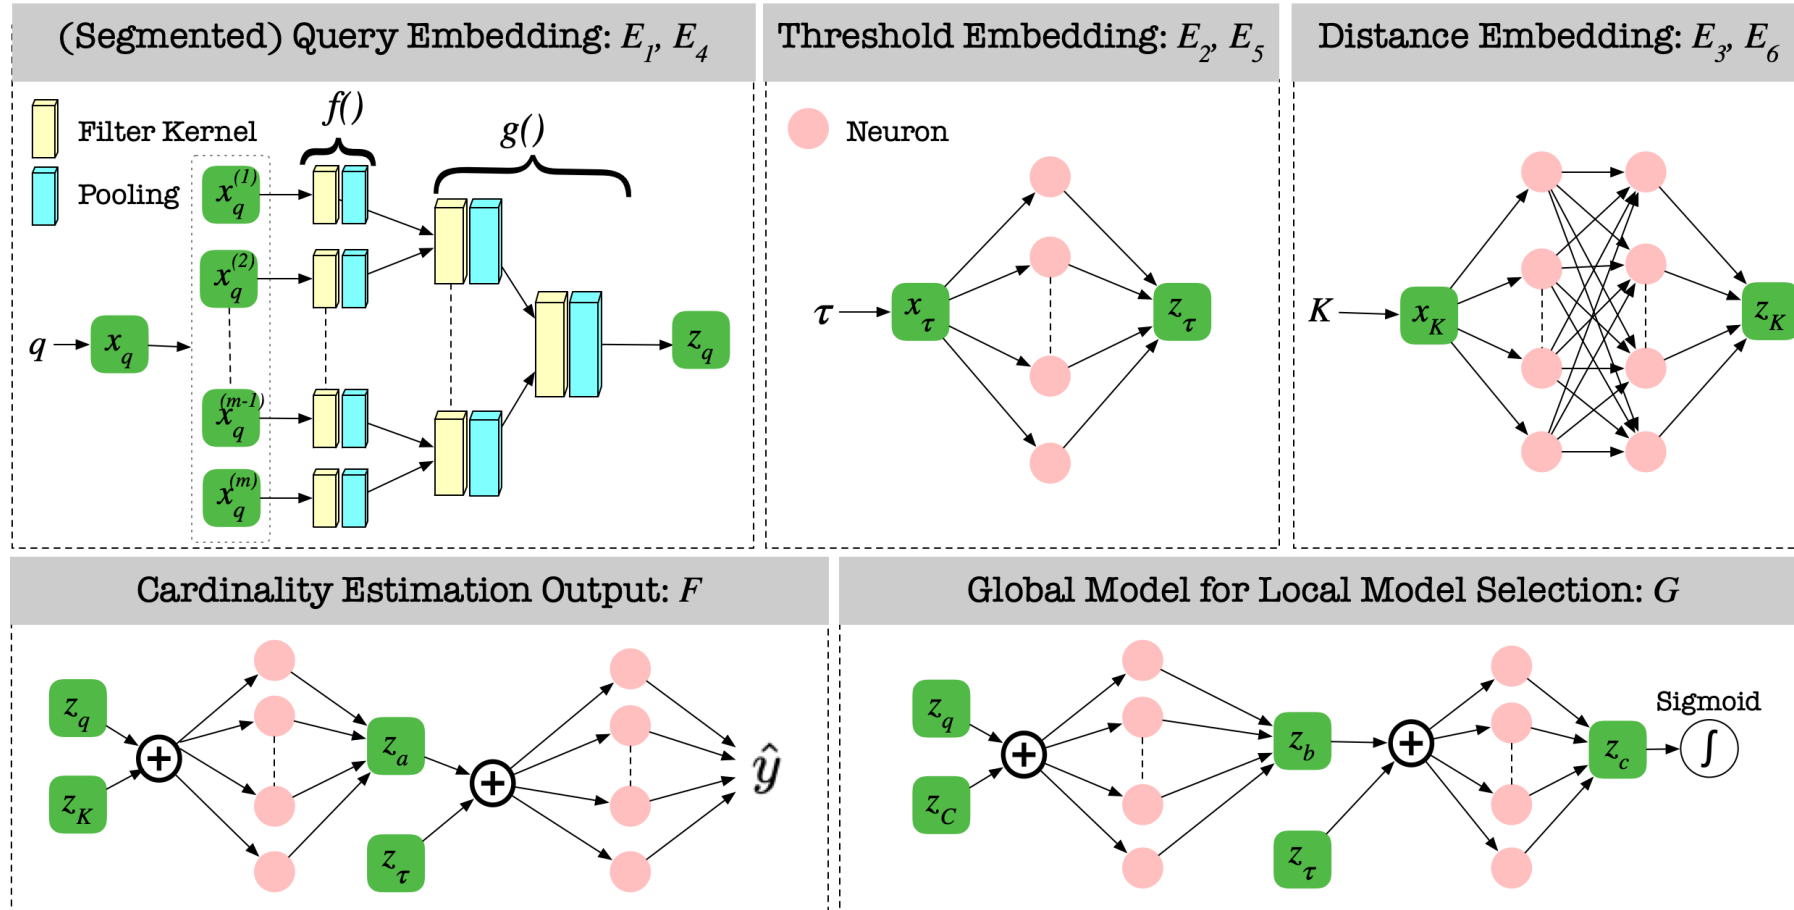 (Segmented) Query Embedding: E1, E4
Filter Kernel
Pooling
f()
g()
q
xq
xq(1)
xq(2)
xq(m-1)
xq(m)
zq
Threshold Embedding: E2, E5
Neuron
τ
xτ
zτ
Distance Embedding: E3, E6
K
xK
zK
Cardinality Estimation Output: F
zq
zK
+
za
zτ
+
ŷ
Global Model for Local Model Selection: G
zq
zC
+
zb
zτ
+
zc
Sigmoid
∫